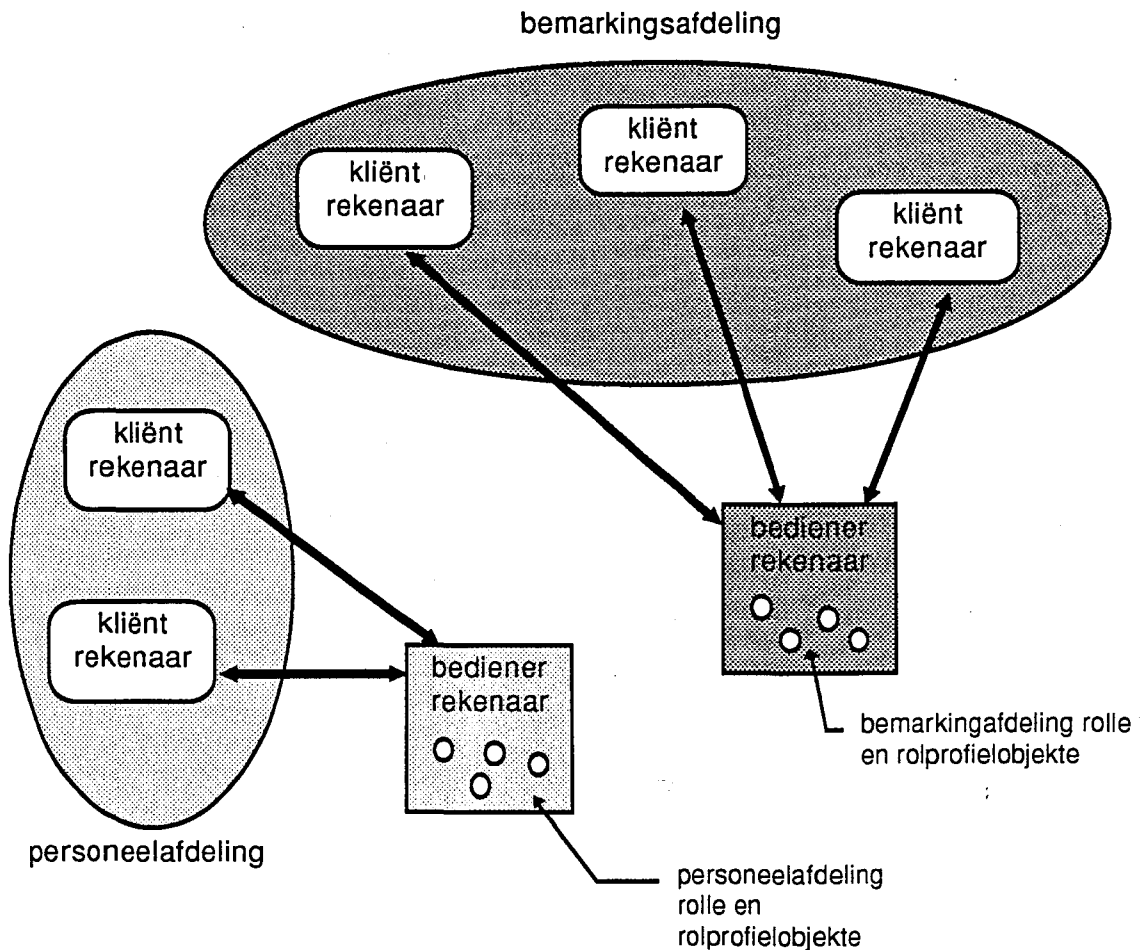 bemarkingsafdeling
kliënt
rekenaar
kliënt
rekenaar
kliënt
rekenaar
kliënt
rekenaar
kliënt
rekenaar
bediener
rekenaar
bediener
rekenaar
bemarkingafdeling rolle
en rolprofielobjekte
personeelafdeling
personeelafdeling
rolle en
rolprofielobjekte